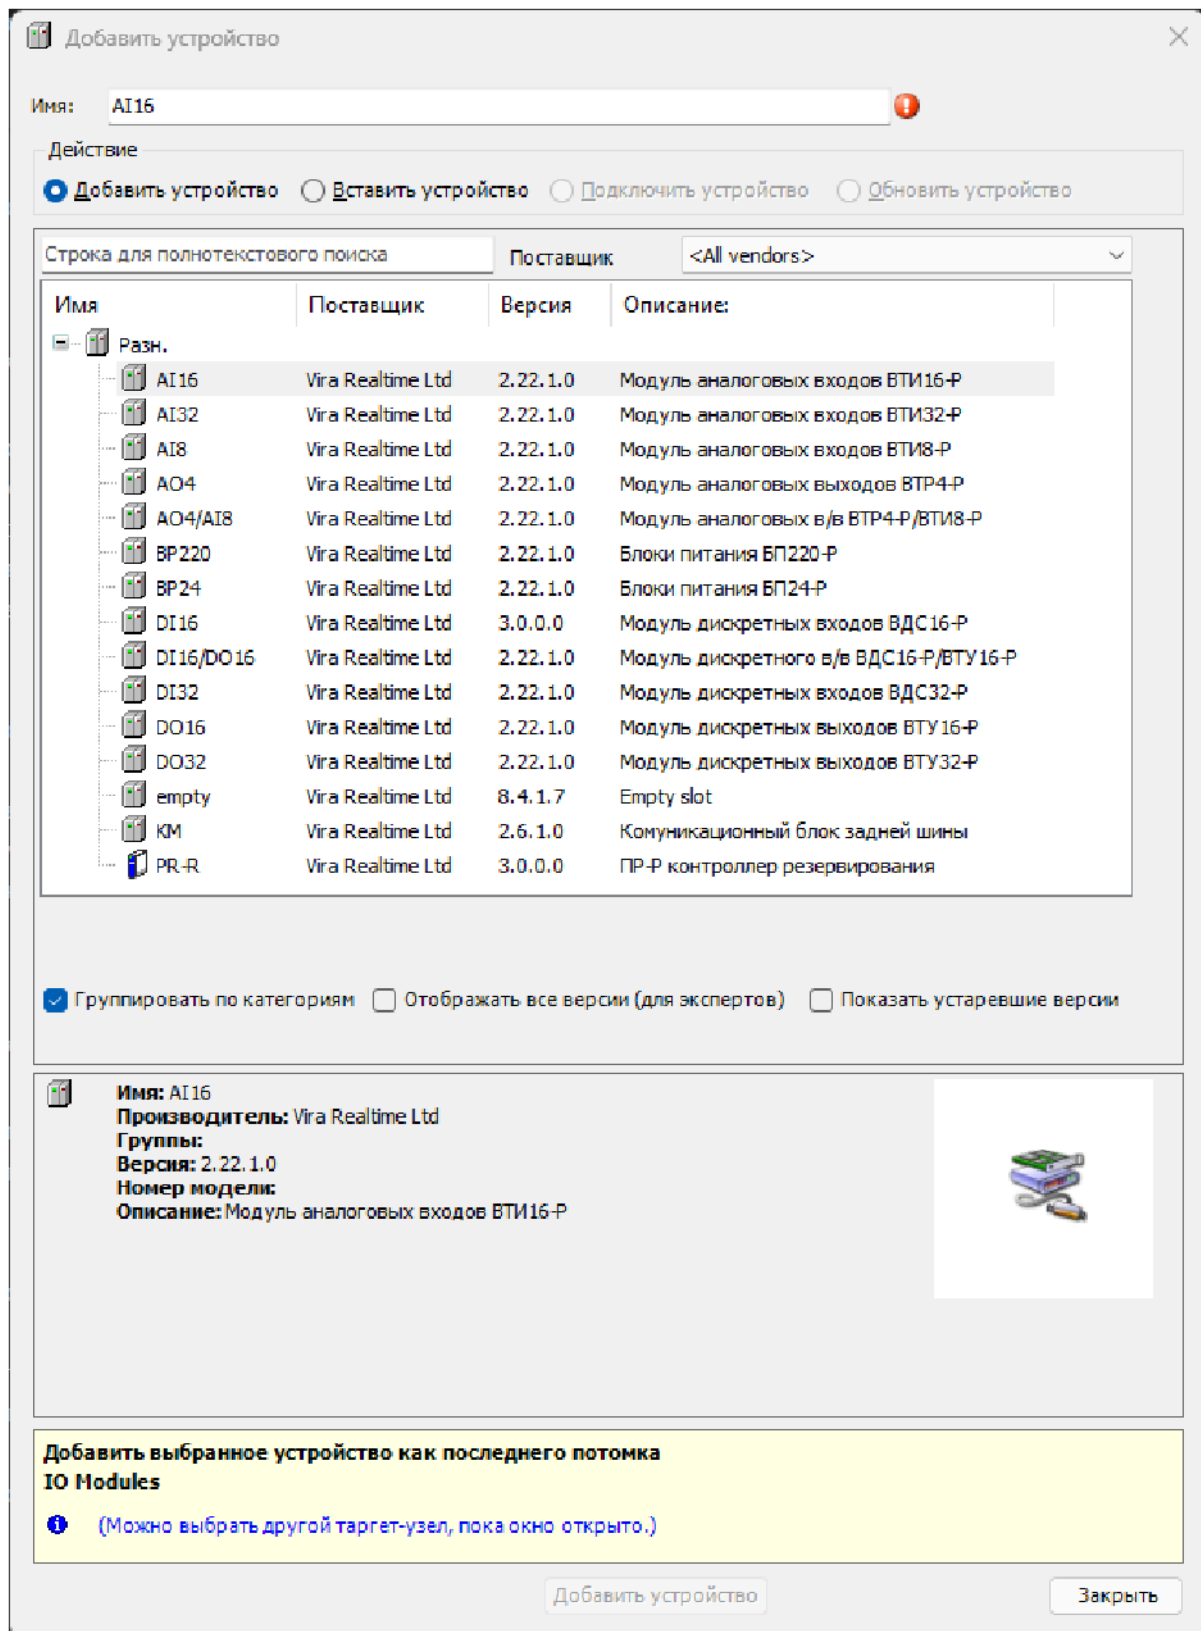 Добавить устройство
Имя: AI16
Действие
Добавить устройство Вставить устройство Подключить устройство Обновить устройство
Строка для полнотекстового поиска Поставщик <All vendors>
Имя Поставщик Версия Описание:
Разн.
AI16 Vira Realtime Ltd 2.22.1.0 Модуль аналоговых входов ВТИ16-Р
AI32 Vira Realtime Ltd 2.22.1.0 Модуль аналоговых входов ВТИ32-Р
AI8 Vira Realtime Ltd 2.22.1.0 Модуль аналоговых входов ВТИ8-Р
AO4 Vira Realtime Ltd 2.22.1.0 Модуль аналоговых выходов ВТР4-Р
AO4/AI8 Vira Realtime Ltd 2.22.1.0 Модуль аналоговых в/в ВТР4-Р/ВТИ8-Р
BP220 Vira Realtime Ltd 2.22.1.0 Блоки питания БП220-Р
BP24 Vira Realtime Ltd 2.22.1.0 Блоки питания БП24-Р
DI16 Vira Realtime Ltd 3.0.0.0 Модуль дискретных входов ВДС16-Р
DI16/DO16 Vira Realtime Ltd 2.22.1.0 Модуль дискретного в/в ВДС16-Р/ВТУ16-Р
DI32 Vira Realtime Ltd 2.22.1.0 Модуль дискретных входов ВДС32-Р
DO16 Vira Realtime Ltd 2.22.1.0 Модуль дискретных выходов ВТУ16-Р
DO32 Vira Realtime Ltd 2.22.1.0 Модуль дискретных выходов ВТУ32-Р
empty Vira Realtime Ltd 8.4.1.7 Empty slot
KM Vira Realtime Ltd 2.6.1.0 Комуникационный блок задней шины
PR-R Vira Realtime Ltd 3.0.0.0 ПР-Р контроллер резервирования
Группировать по категориям Отображать все версии (для экспертов) Показать устаревшие версии
Имя: AI16
Производитель: Vira Realtime Ltd
Группы:
Версия: 2.22.1.0
Номер модели:
Описание: Модуль аналоговых входов ВТИ16-Р
Добавить выбранное устройство как последнего потомка
IO Modules
(Можно выбрать другой таргет-узел, пока окно открыто.)
Добавить устройство Закрыть